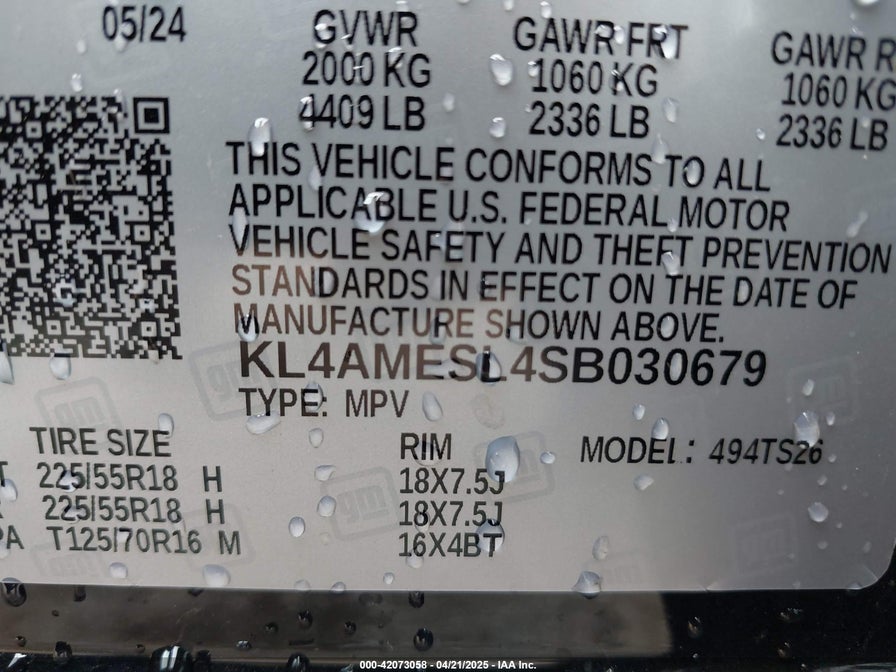 05/24 GVWR GAWR FRT GAWR R
2000 KG 1060 KG 1060 KG
4409 LB 2336 LB 2336 LB
THIS VEHICLE CONFORMS TO ALL
APPLICABLE U.S. FEDERAL MOTOR
VEHICLE SAFETY AND THEFT PREVENTION
STANDARDS IN EFFECT ON THE DATE OF
MANUFACTURE SHOWN ABOVE.
KL4AMESL4SB030679
TYPE: MPV
TIRE SIZE RIM MODEL: 494TS26
T 225/55R18 H 18X7.5J
R 225/55R18 H 18X7.5J
PA T125/70R16 M 16X4BT
gm
000-42073058 - 04/21/2025 - IAA Inc.